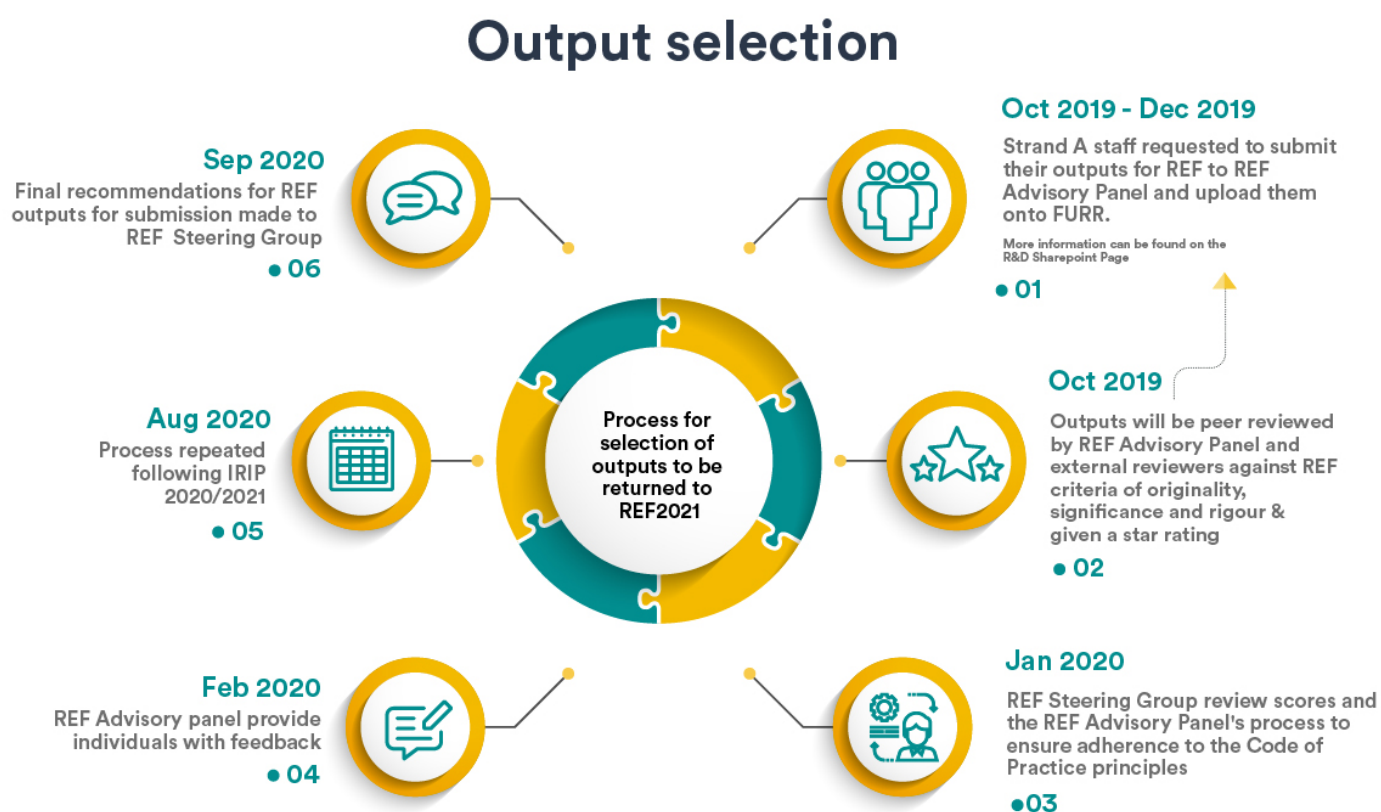 Output selection
Oct 2019 - Dec 2019
Strand A staff requested to submit
their outputs for REF to REF
Advisory Panel and upload them
onto FURR.
More information can be found on the
R&D Sharepoint Page
01
Oct 2019
Outputs will be peer reviewed
by REF Advisory Panel and
external reviewers against REF
criteria of originality,
significance and rigour &
given a star rating
02
Jan 2020
REF Steering Group review scores and
the REF Advisory Panel's process to
ensure adherence to the Code of
Practice principles
03
Feb 2020
REF Advisory panel provide
individuals with feedback
04
Aug 2020
Process repeated
following IRIP
2020/2021
05
Sep 2020
Final recommendations for REF
outputs for submission made to
REF Steering Group
06
Process for
selection of
outputs to be
returned to
REF2021